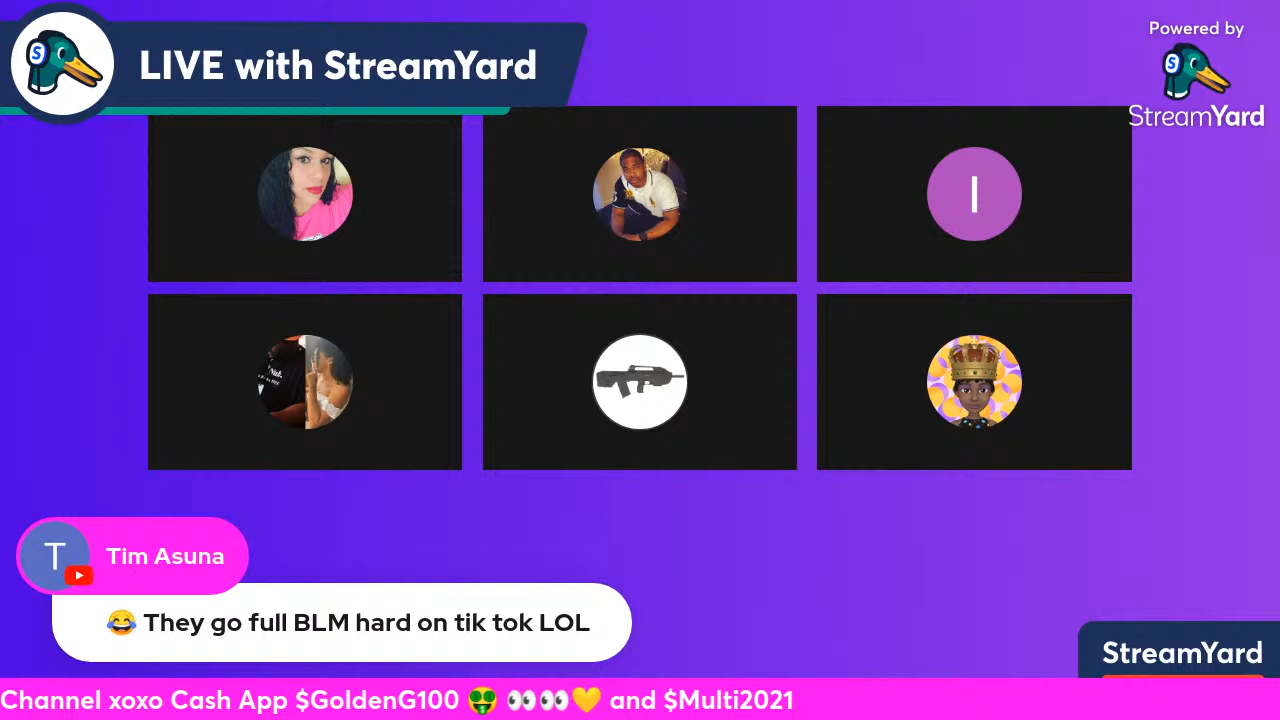 LIVE with StreamYard
Powered by
StreamYard
I
T
Tim Asuna
😂 They go full BLM hard on tik tok LOL
StreamYard
Channel xoxo Cash App $GoldenG100 🤑 👀👀💛 and $Multi2021